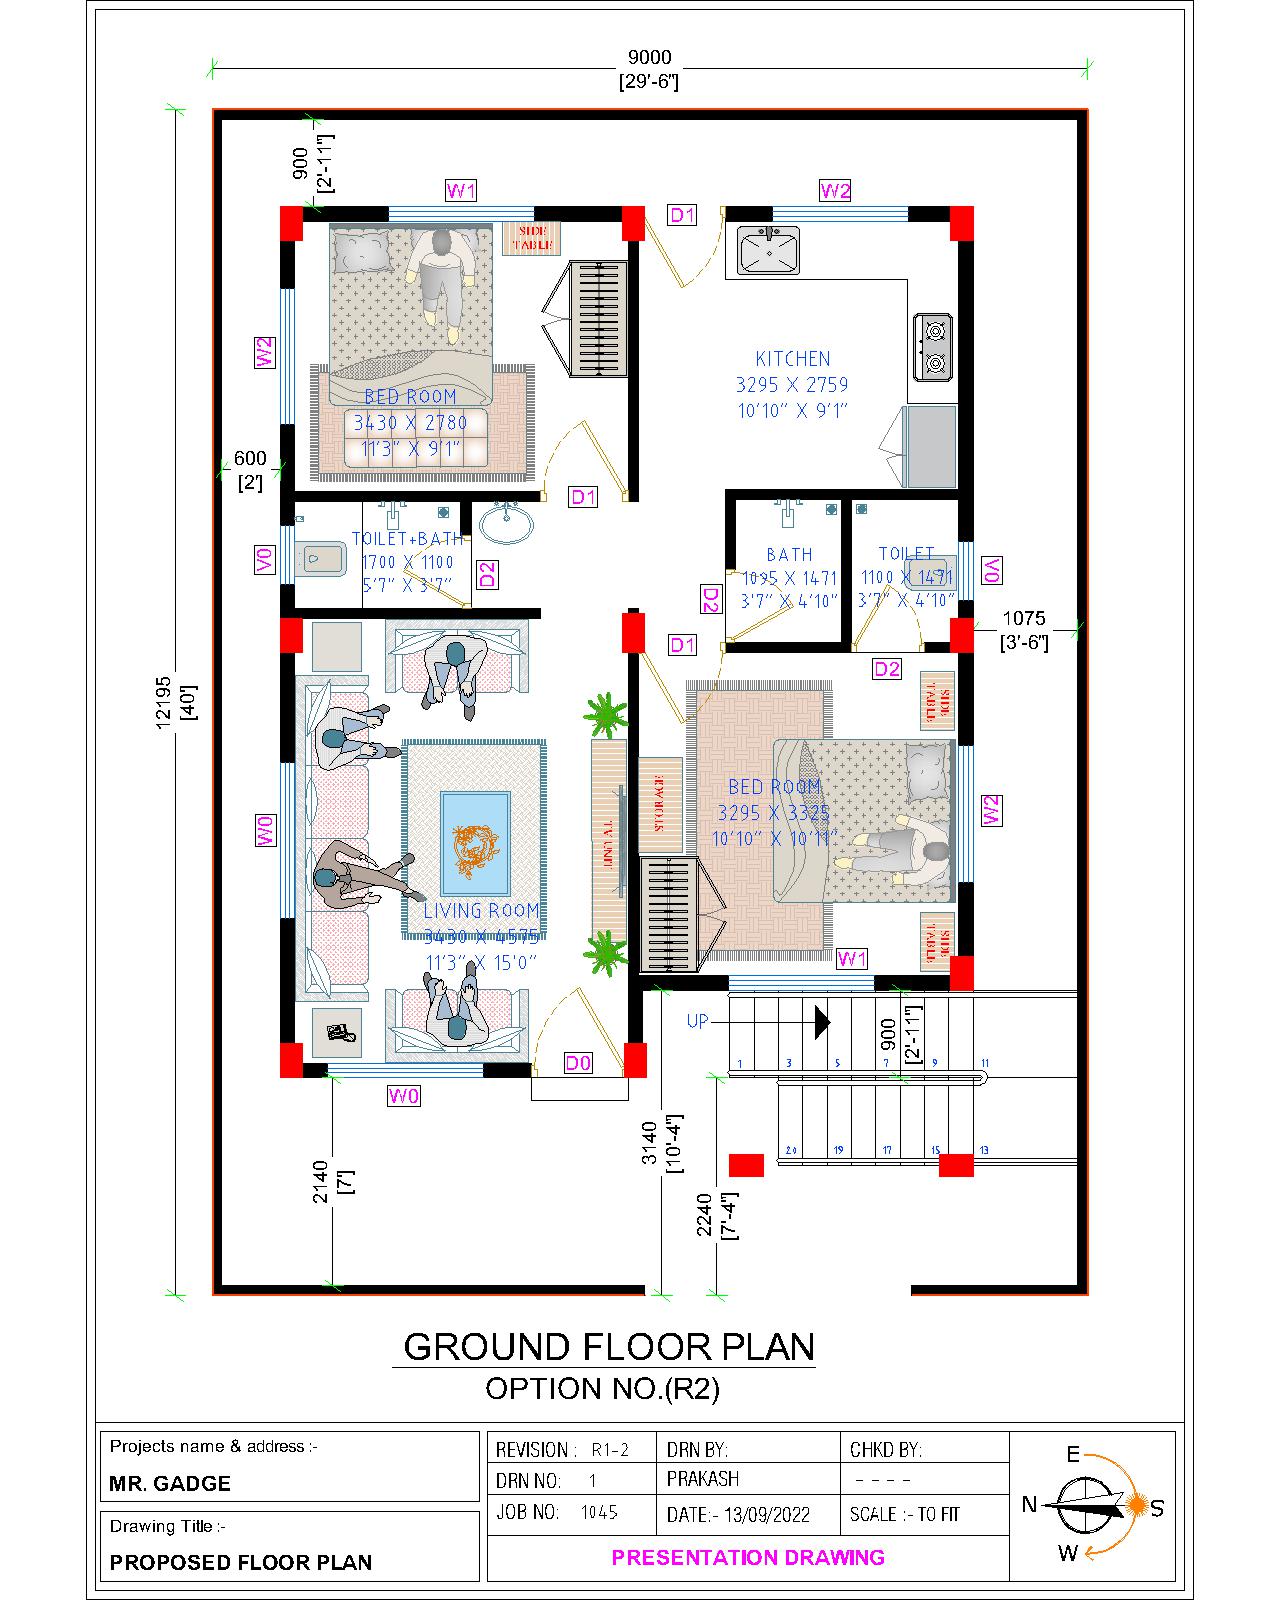 9000
[29'-6"]
900
[2'-11"]
W1
W2
D1
SIDE
TABLE
W2
KITCHEN
3295 X 2759
10'10" X 9'1"
BED ROOM
3430 X 2780
11'3" X 9'1"
600
[2']
D1
V0
TOILET+BATH
1700 X 1100
5'7" X 3'7"
D2
BATH
1095 X 1471
3'7" X 4'10"
TOILET
1100 X 1471
3'7" X 4'10"
V0
D2
1075
[3'-6"]
D1
D2
12195
[40']
SIDE
TABLE
BED ROOM
3295 X 3325
10'10" X 10'11"
W2
STORAGE
TV UNIT
W0
LIVING ROOM
3430 X 4575
11'3" X 15'0"
SIDE
TABLE
W1
UP
900
[2'-11"]
1 3 5 7 9 11
D0
W0
20 19 17 15 13
2140
[7']
3140
[10'-4"]
2240
[7'-4"]
GROUND FLOOR PLAN
OPTION NO.(R2)
Projects name & address :-
MR. GADGE
Drawing Title :-
PROPOSED FLOOR PLAN
REVISION : R1-2
DRN BY:
CHKD BY:
DRN NO: 1
PRAKASH
- - - -
JOB NO: 1045
DATE:- 13/09/2022
SCALE :- TO FIT
PRESENTATION DRAWING
E
N
S
W